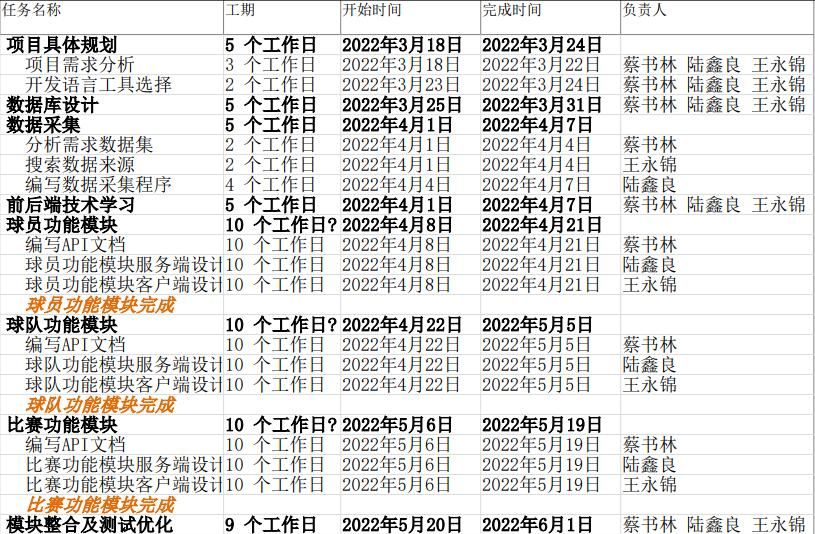 任务名称 工期 开始时间 完成时间 负责人
项目具体规划 5 个工作日 2022年3月18日 2022年3月24日
项目需求分析 3 个工作日 2022年3月18日 2022年3月22日 蔡书林 陆鑫良 王永锦
开发语言工具选择 2 个工作日 2022年3月23日 2022年3月24日 蔡书林 陆鑫良 王永锦
数据库设计 5 个工作日 2022年3月25日 2022年3月31日 蔡书林 陆鑫良 王永锦
数据采集 5 个工作日 2022年4月1日 2022年4月7日
分析需求数据集 2 个工作日 2022年4月1日 2022年4月4日 蔡书林
搜索数据来源 2 个工作日 2022年4月1日 2022年4月4日 王永锦
编写数据采集程序 4 个工作日 2022年4月4日 2022年4月7日 陆鑫良
前后端技术学习 5 个工作日 2022年4月1日 2022年4月7日 蔡书林 陆鑫良 王永锦
球员功能模块 10 个工作日? 2022年4月8日 2022年4月21日
编写API文档 10 个工作日 2022年4月8日 2022年4月21日 蔡书林
球员功能模块服务端设计 10 个工作日 2022年4月8日 2022年4月21日 陆鑫良
球员功能模块客户端设计 10 个工作日 2022年4月8日 2022年4月21日 王永锦
球员功能模块完成
球队功能模块 10 个工作日? 2022年4月22日 2022年5月5日
编写API文档 10 个工作日 2022年4月22日 2022年5月5日 蔡书林
球队功能模块服务端设计 10 个工作日 2022年4月22日 2022年5月5日 陆鑫良
球队功能模块客户端设计 10 个工作日 2022年4月22日 2022年5月5日 王永锦
球队功能模块完成
比赛功能模块 10 个工作日? 2022年5月6日 2022年5月19日
编写API文档 10 个工作日 2022年5月6日 2022年5月19日 蔡书林
比赛功能模块服务端设计 10 个工作日 2022年5月6日 2022年5月19日 陆鑫良
比赛功能模块客户端设计 10 个工作日 2022年5月6日 2022年5月19日 王永锦
比赛功能模块完成
模块整合及测试优化 9 个工作日 2022年5月20日 2022年6月1日 蔡书林 陆鑫良 王永锦